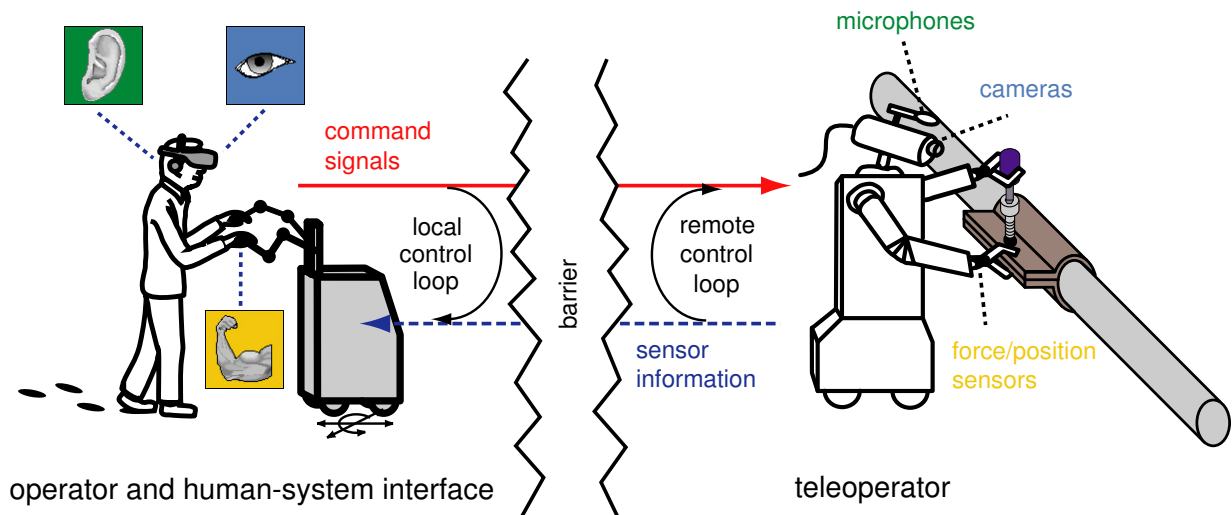 microphones
cameras
command
signals
local
control
loop
barrier
remote
control
loop
sensor
information
force/position
sensors
operator and human-system interface
teleoperator